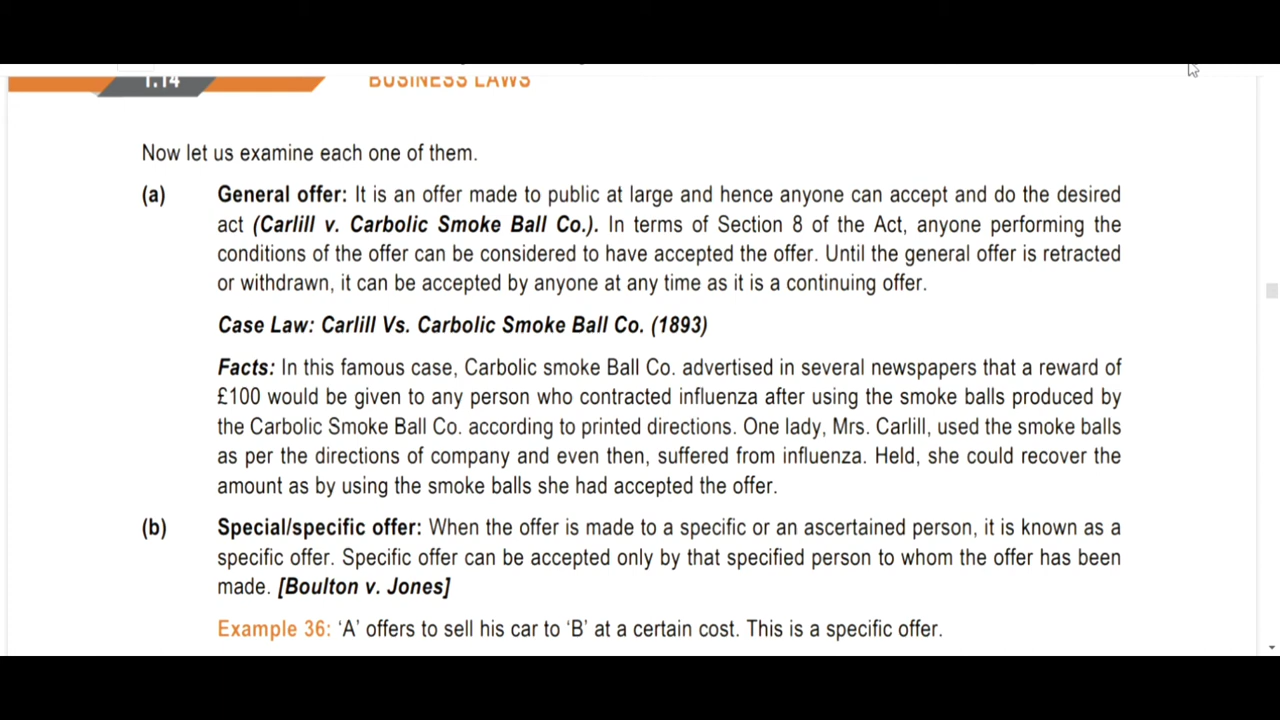 1.14 BUSINESS LAWS
Now let us examine each one of them.
(a) General offer: It is an offer made to public at large and hence anyone can accept and do the desired
act (Carlill v. Carbolic Smoke Ball Co.). In terms of Section 8 of the Act, anyone performing the
conditions of the offer can be considered to have accepted the offer. Until the general offer is retracted
or withdrawn, it can be accepted by anyone at any time as it is a continuing offer.
Case Law: Carlill Vs. Carbolic Smoke Ball Co. (1893)
Facts: In this famous case, Carbolic smoke Ball Co. advertised in several newspapers that a reward of
£100 would be given to any person who contracted influenza after using the smoke balls produced by
the Carbolic Smoke Ball Co. according to printed directions. One lady, Mrs. Carlill, used the smoke balls
as per the directions of company and even then, suffered from influenza. Held, she could recover the
amount as by using the smoke balls she had accepted the offer.
(b) Special/specific offer: When the offer is made to a specific or an ascertained person, it is known as a
specific offer. Specific offer can be accepted only by that specified person to whom the offer has been
made. [Boulton v. Jones]
Example 36: ‘A’ offers to sell his car to ‘B’ at a certain cost. This is a specific offer.